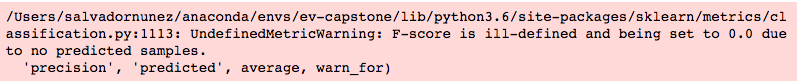 /Users/salvadornunez/anaconda/envs/ev-capstone/lib/python3.6/site-packages/sklearn/metrics/cl
assification.py:1113: UndefinedMetricWarning: F-score is ill-defined and being set to 0.0 due
to no predicted samples.
  'precision', 'predicted', average, warn_for)